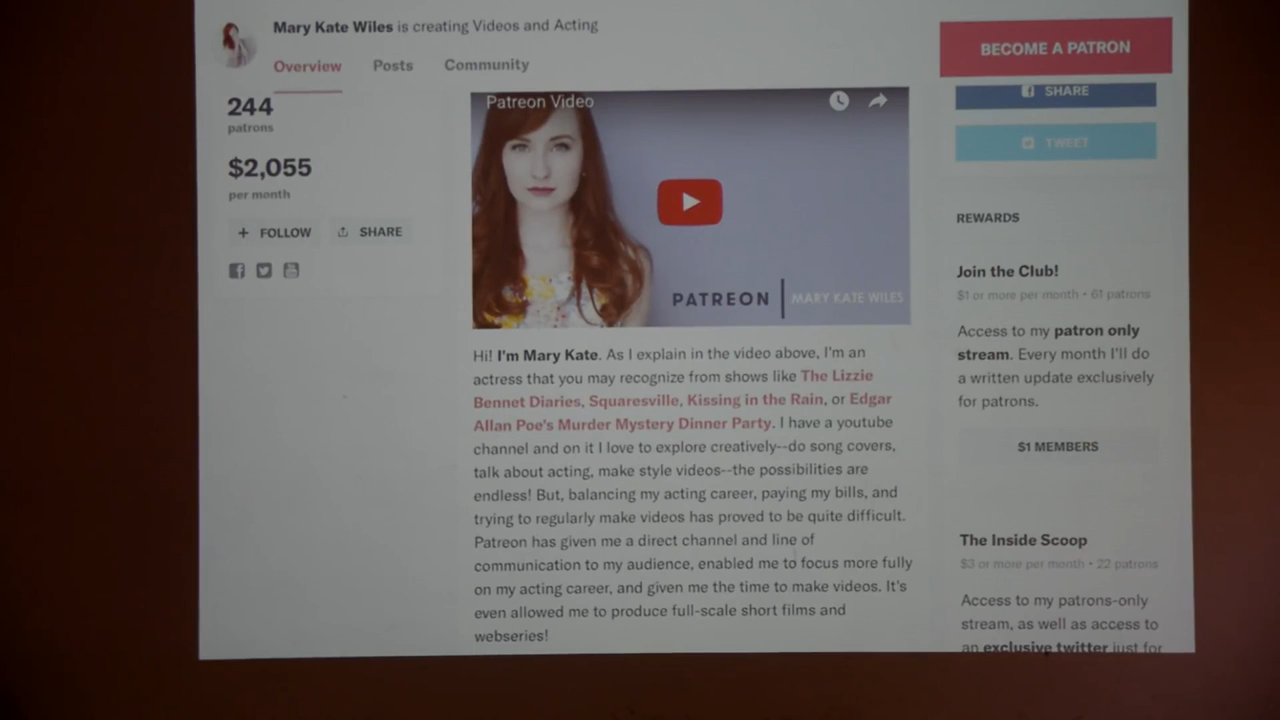 Mary Kate Wiles is creating Videos and Acting
Overview Posts Community
BECOME A PATRON
244
patrons
$2,055
per month
+ FOLLOW
SHARE
Patreon Video
PATREON | MARY KATE WILES
Hi! I'm Mary Kate. As I explain in the video above, I'm an
actress that you may recognize from shows like The Lizzie
Bennet Diaries, Squaresville, Kissing in the Rain, or Edgar
Allan Poe's Murder Mystery Dinner Party. I have a youtube
channel and on it I love to explore creatively--do song covers,
talk about acting, make style videos--the possibilities are
endless! But, balancing my acting career, paying my bills, and
trying to regularly make videos has proved to be quite difficult.
Patreon has given me a direct channel and line of
communication to my audience, enabled me to focus more fully
on my acting career, and given me the time to make videos. It's
even allowed me to produce full-scale short films and
webseries!
SHARE
TWEET
REWARDS
Join the Club!
$1 or more per month • 61 patrons
Access to my patron only
stream. Every month I'll do
a written update exclusively
for patrons.
$1 MEMBERS
The Inside Scoop
$3 or more per month • 22 patrons
Access to my patrons-only
stream, as well as access to
an exclusive twitter just for